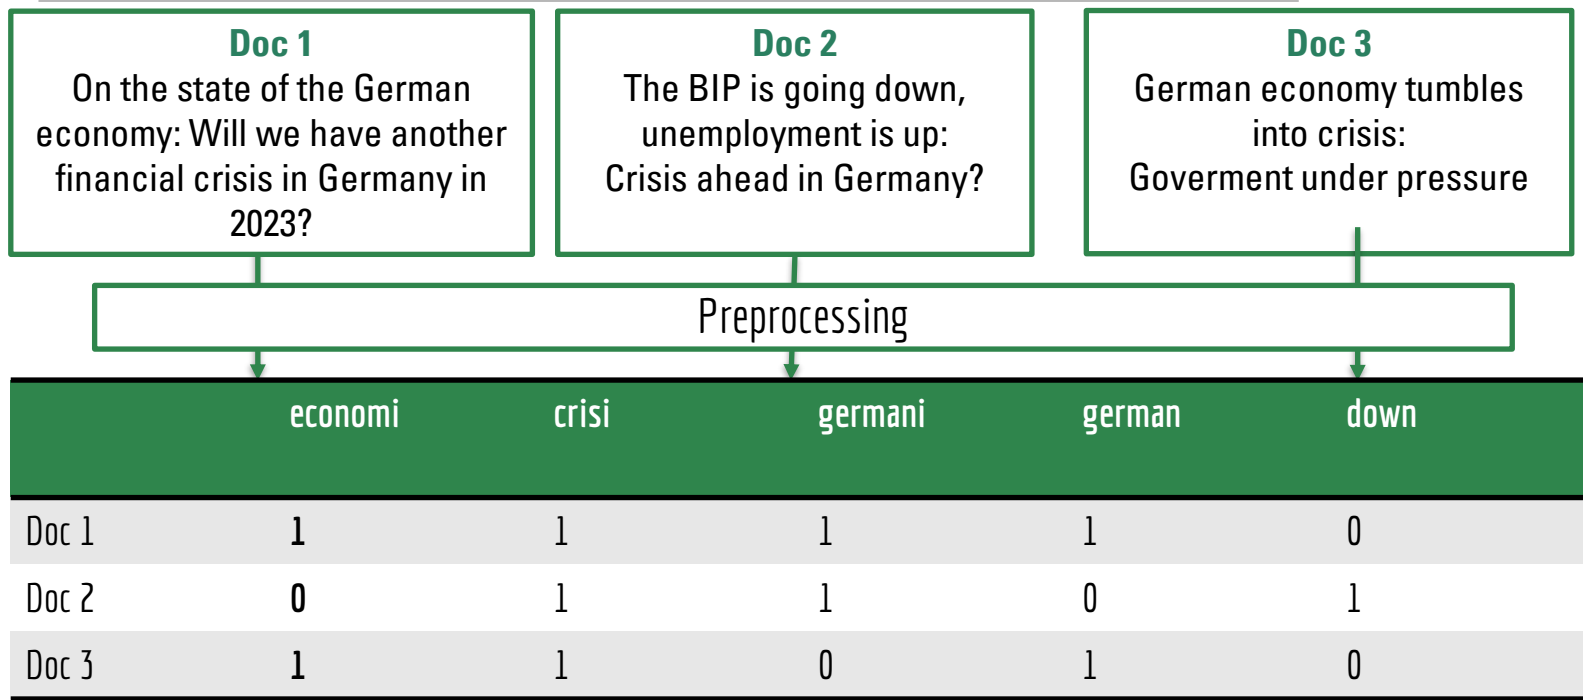 Doc 1
On the state of the German
economy: Will we have another
financial crisis in Germany in
2023?
Doc 2
The BIP is going down,
unemployment is up:
Crisis ahead in Germany?
Doc 3
German economy tumbles
into crisis:
Goverment under pressure
Preprocessing
economi crisi germani german down
Doc 1 1 1 1 1 0
Doc 2 0 1 1 0 1
Doc 3 1 1 0 1 0